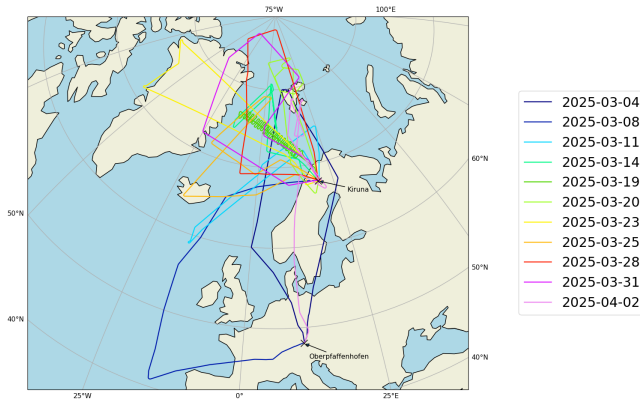 75°W
100°E
60°N
50°N
50°N
40°N
40°N
25°W
0°
25°E
Kiruna
Oberpfaffenhofen
2025-03-04
2025-03-08
2025-03-11
2025-03-14
2025-03-19
2025-03-20
2025-03-23
2025-03-25
2025-03-28
2025-03-31
2025-04-02